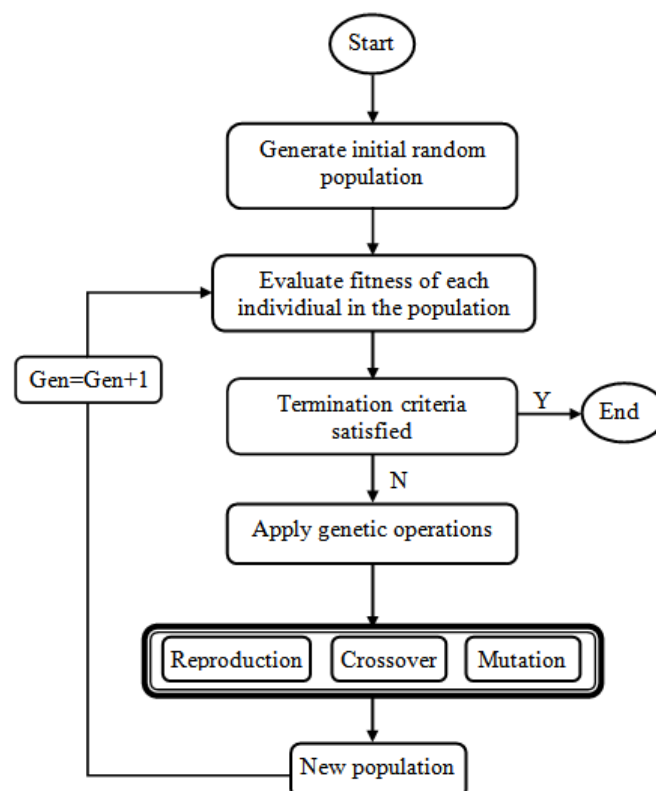 Start
Generate initial random
population
Evaluate fitness of each
individiual in the population
Gen=Gen+1
Termination criteria
satisfied
Y
End
N
Apply genetic operations
Reproduction
Crossover
Mutation
New population